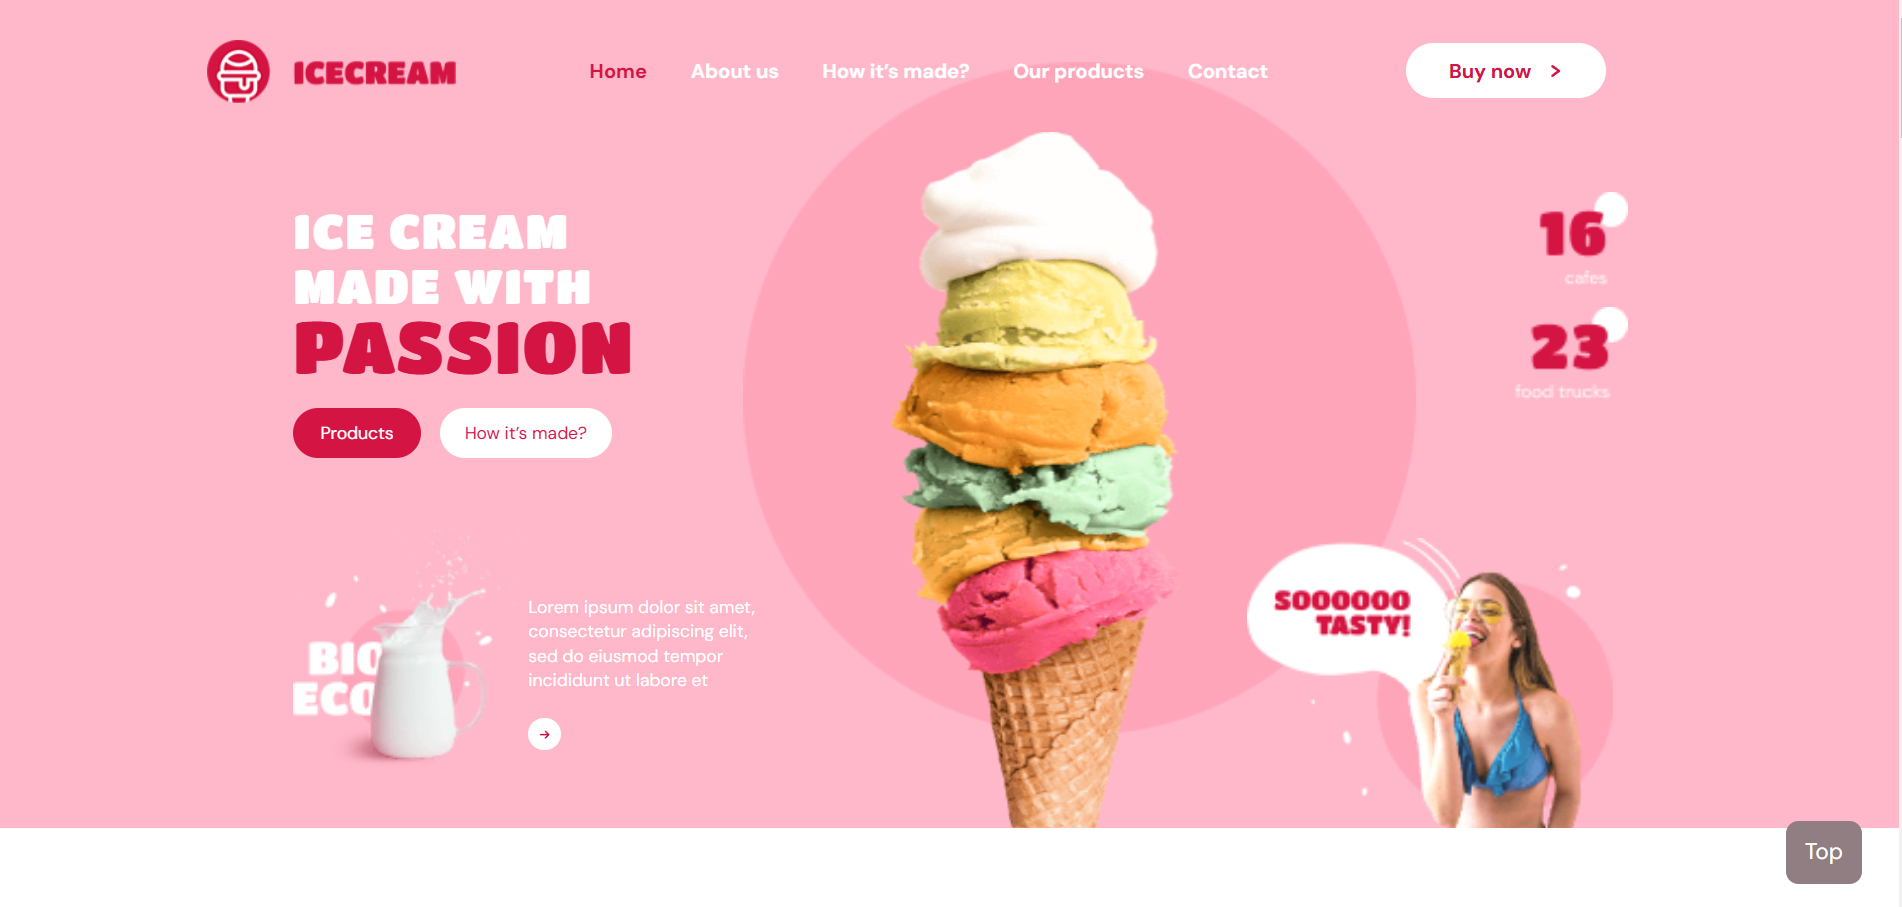 ICECREAM
Home
About us
How it's made?
Our products
Contact
Buy now
ICE CREAM
MADE WITH
PASSION
Products
How it's made?
16
cafes
23
food trucks
BIO
ECO
Lorem ipsum dolor sit amet,
consectetur adipiscing elit,
sed do eiusmod tempor
incididunt ut labore et
SOOOOOO
TASTY!
Top